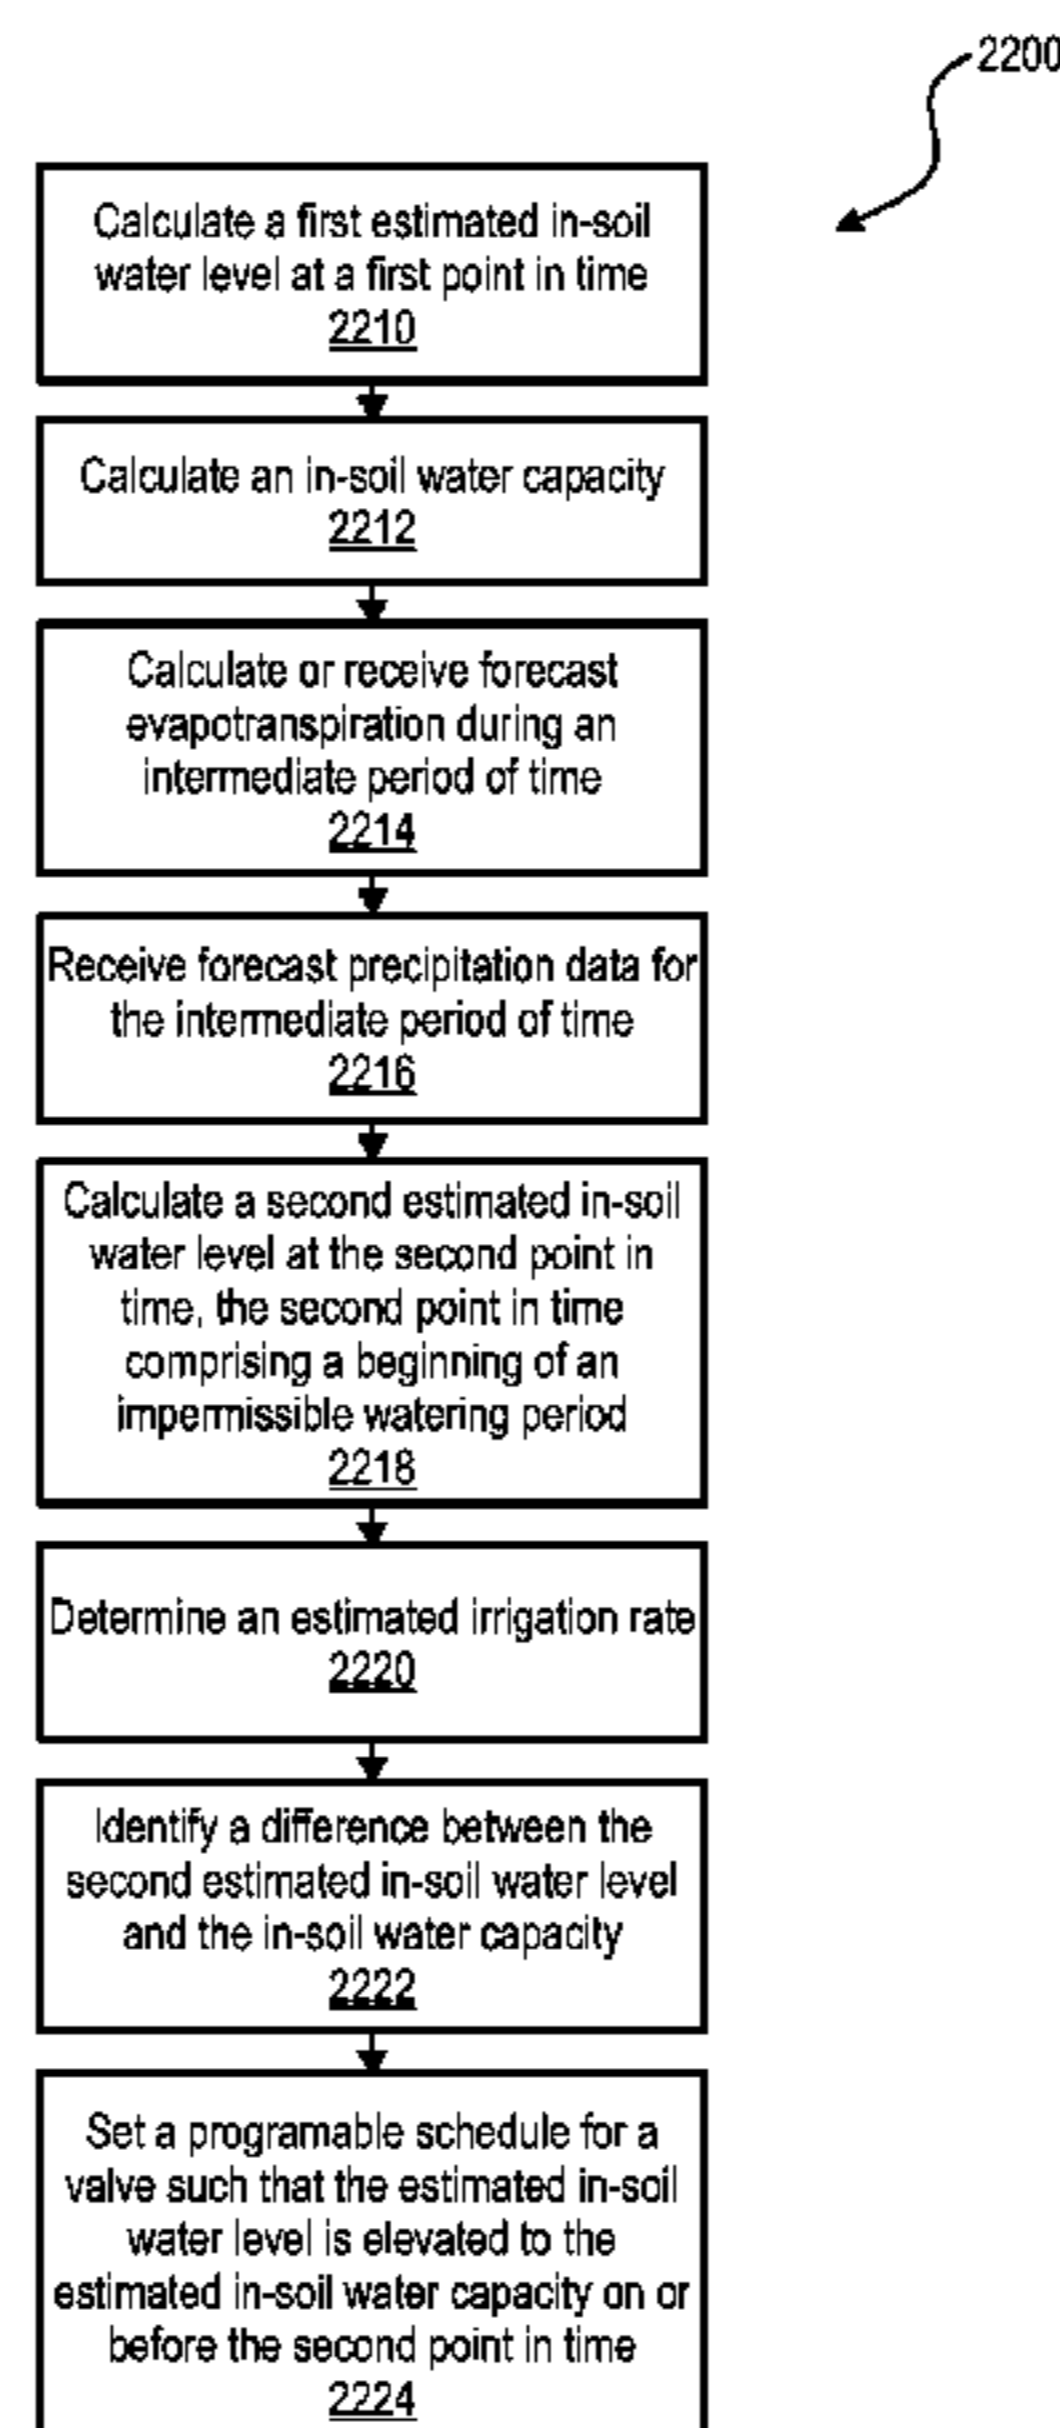 2200
Calculate a first estimated in-soil
water level at a first point in time
2210
Calculate an in-soil water capacity
2212
Calculate or receive forecast
evapotranspiration during an
intermediate period of time
2214
Receive forecast precipitation data for
the intermediate period of time
2216
Calculate a second estimated in-soil
water level at the second point in
time, the second point in time
comprising a beginning of an
impermissible watering period
2218
Determine an estimated irrigation rate
2220
Identify a difference between the
second estimated in-soil water level
and the in-soil water capacity
2222
Set a programable schedule for a
valve such that the estimated in-soil
water level is elevated to the
estimated in-soil water capacity on or
before the second point in time
2224